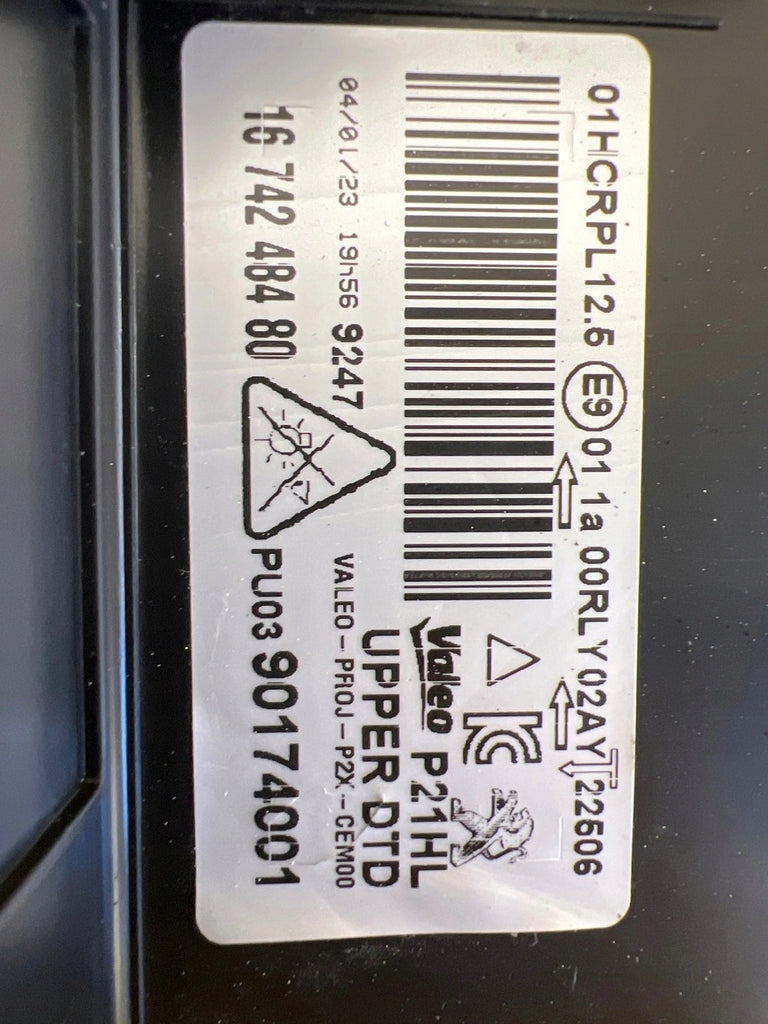 01HCRPL12.5 E9 01 1a 00RL Y02AY 22506
Valeo P21HL
UPPER DTD
VALEO-PROJ-P2X-CEM00
04/01/23 19h56 9247
16 742 484 80
PU03 90174001